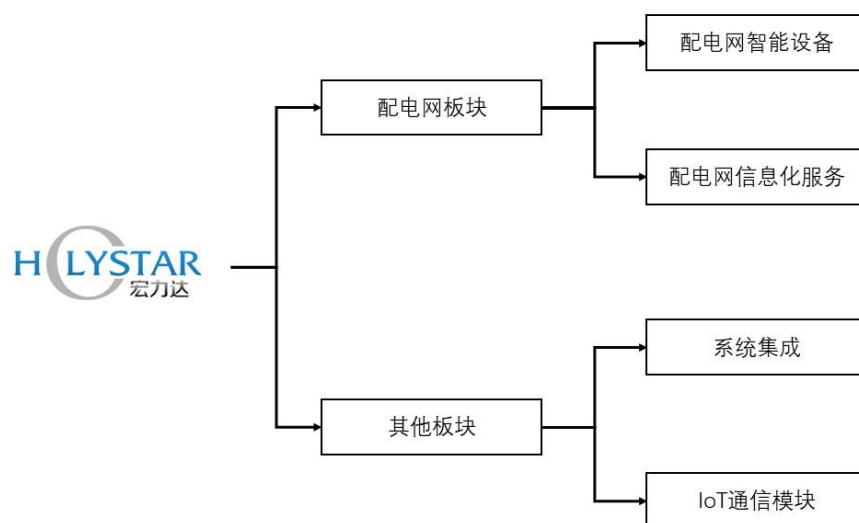 配电网智能设备
配电网板块
配电网信息化服务
HOLYSTAR
宏力达
系统集成
其他板块
IoT通信模块